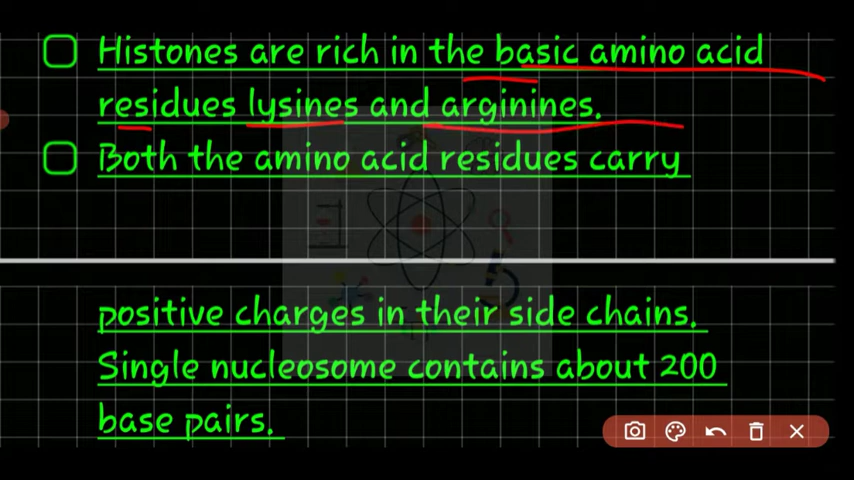 Histones are rich in the basic amino acid
residues lysines and arginines.
Both the amino acid residues carry
positive charges in their side chains.
Single nucleosome contains about 200
base pairs.